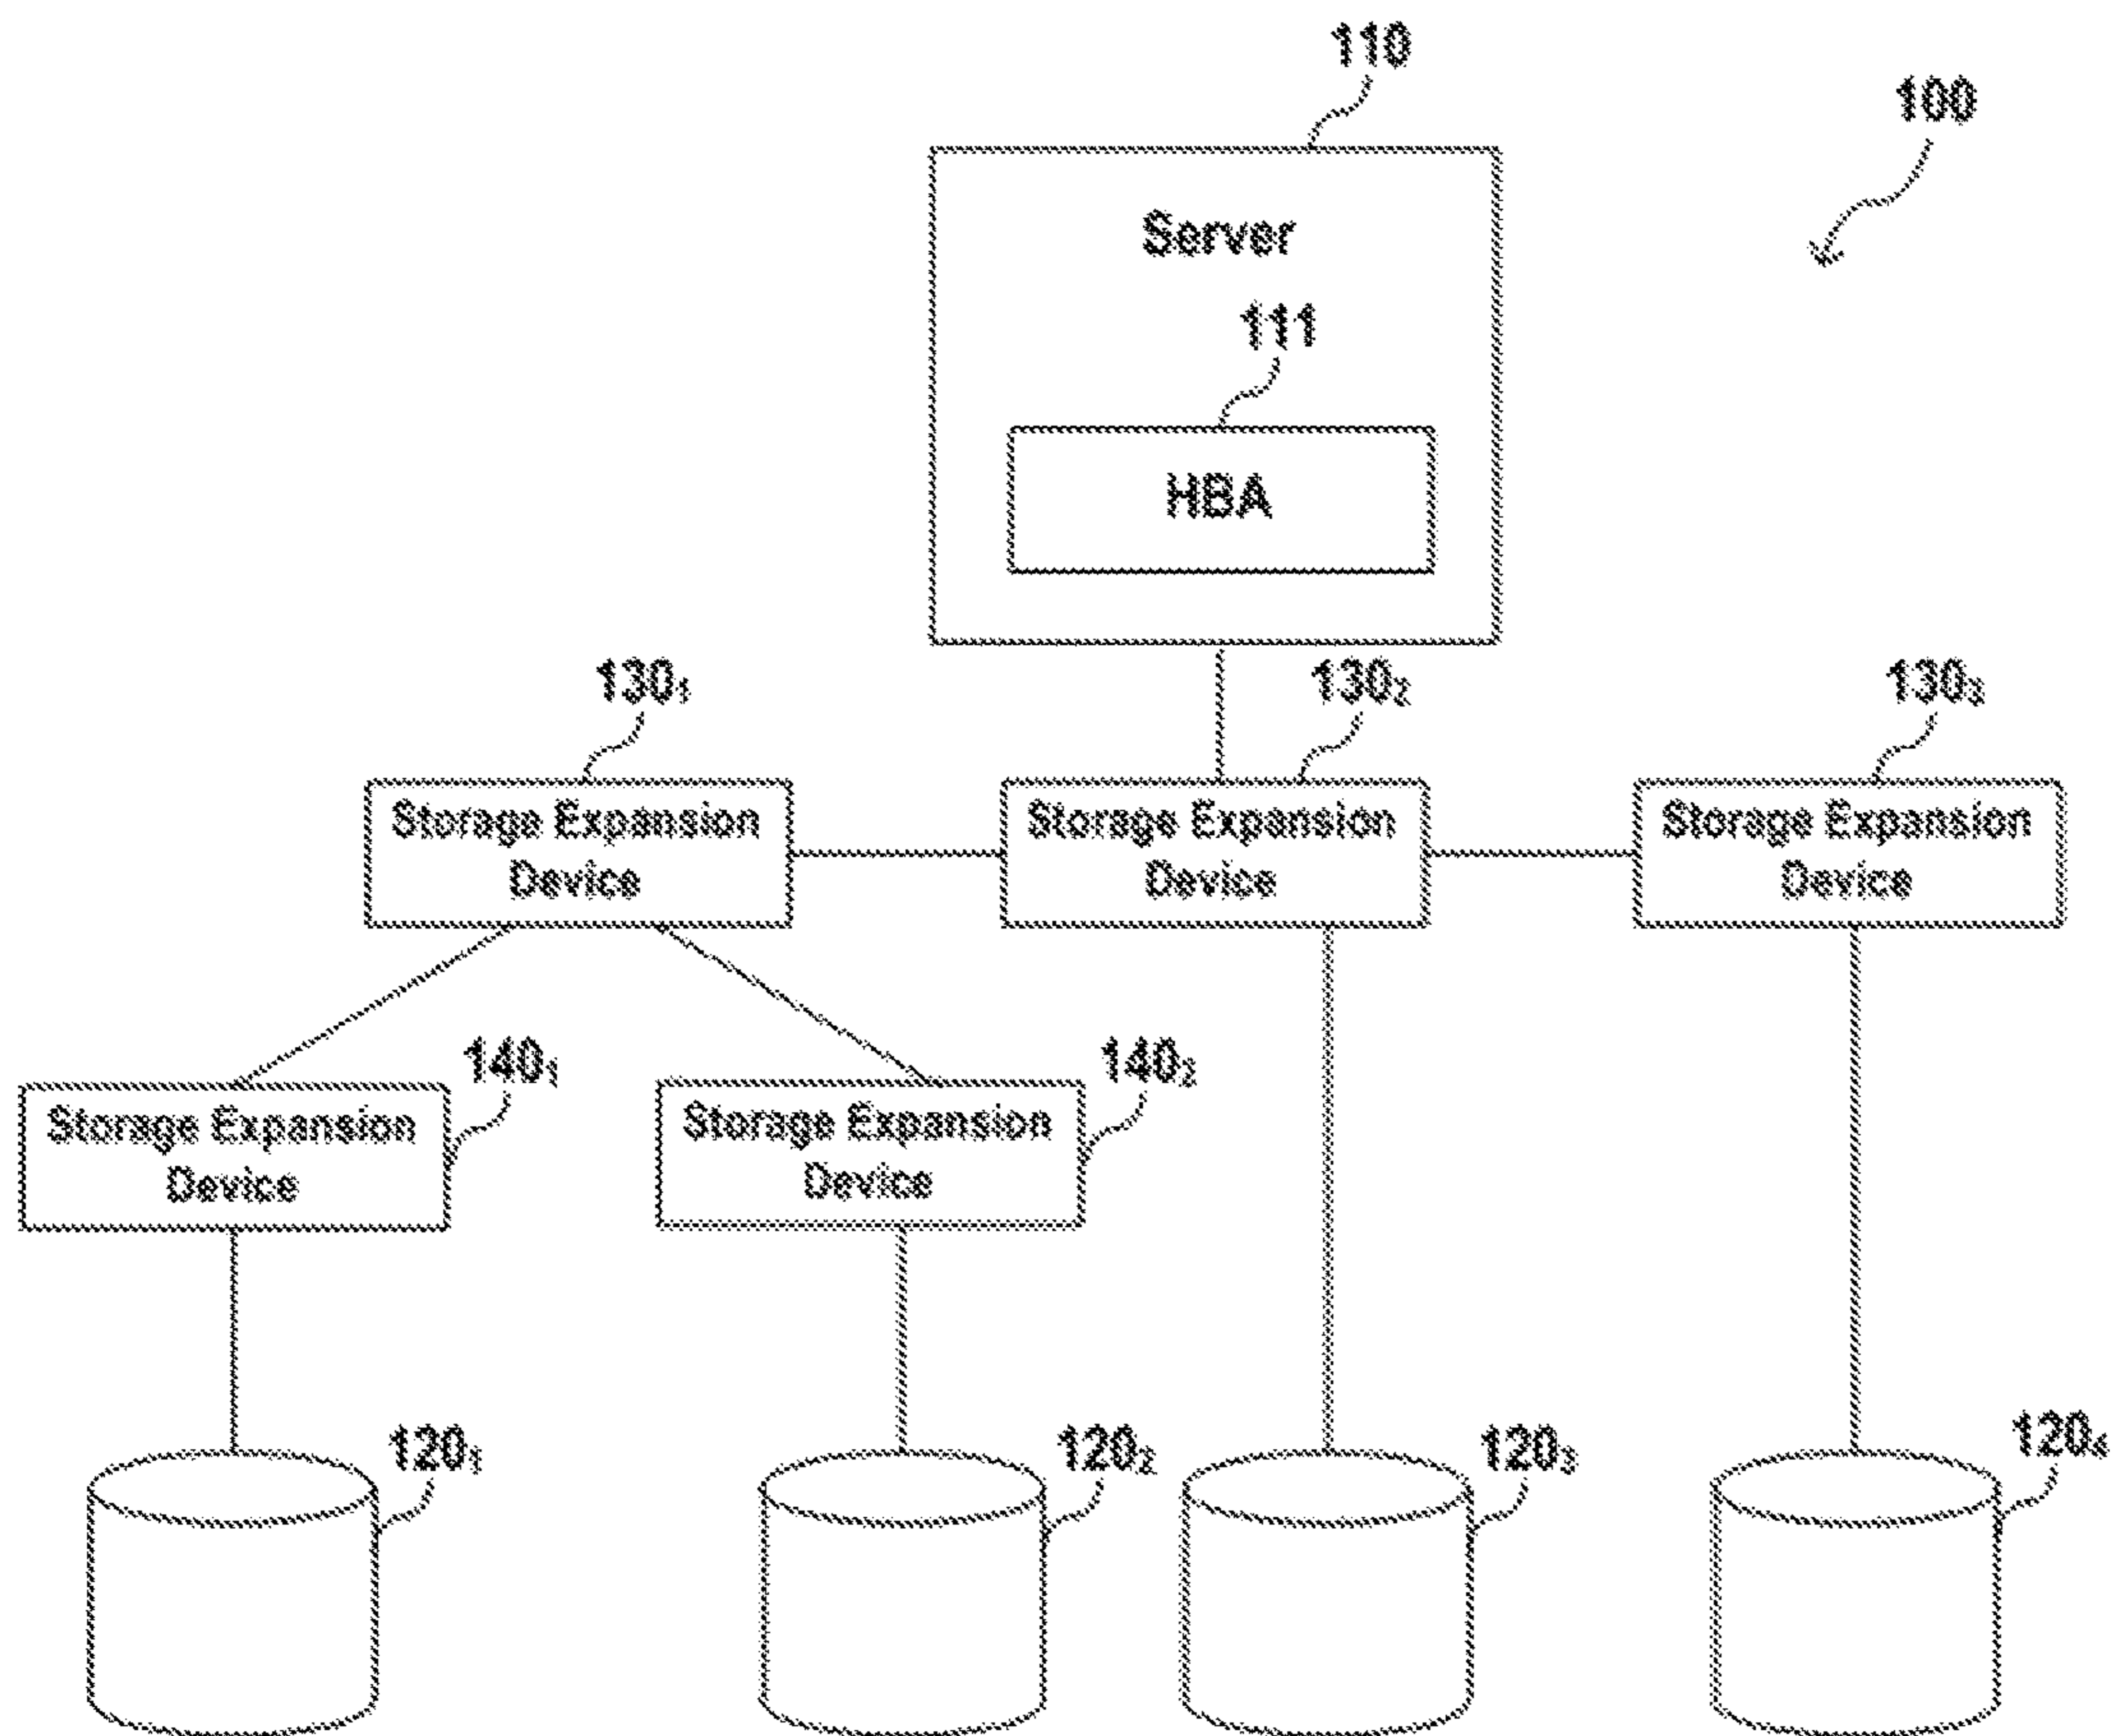 110
100
Server
111
HBA
130₁
130₂
130₃
Storage Expansion
Device
Storage Expansion
Device
Storage Expansion
Device
140₁
140₂
Storage Expansion
Device
Storage Expansion
Device
120₁
120₂
120₃
120₄